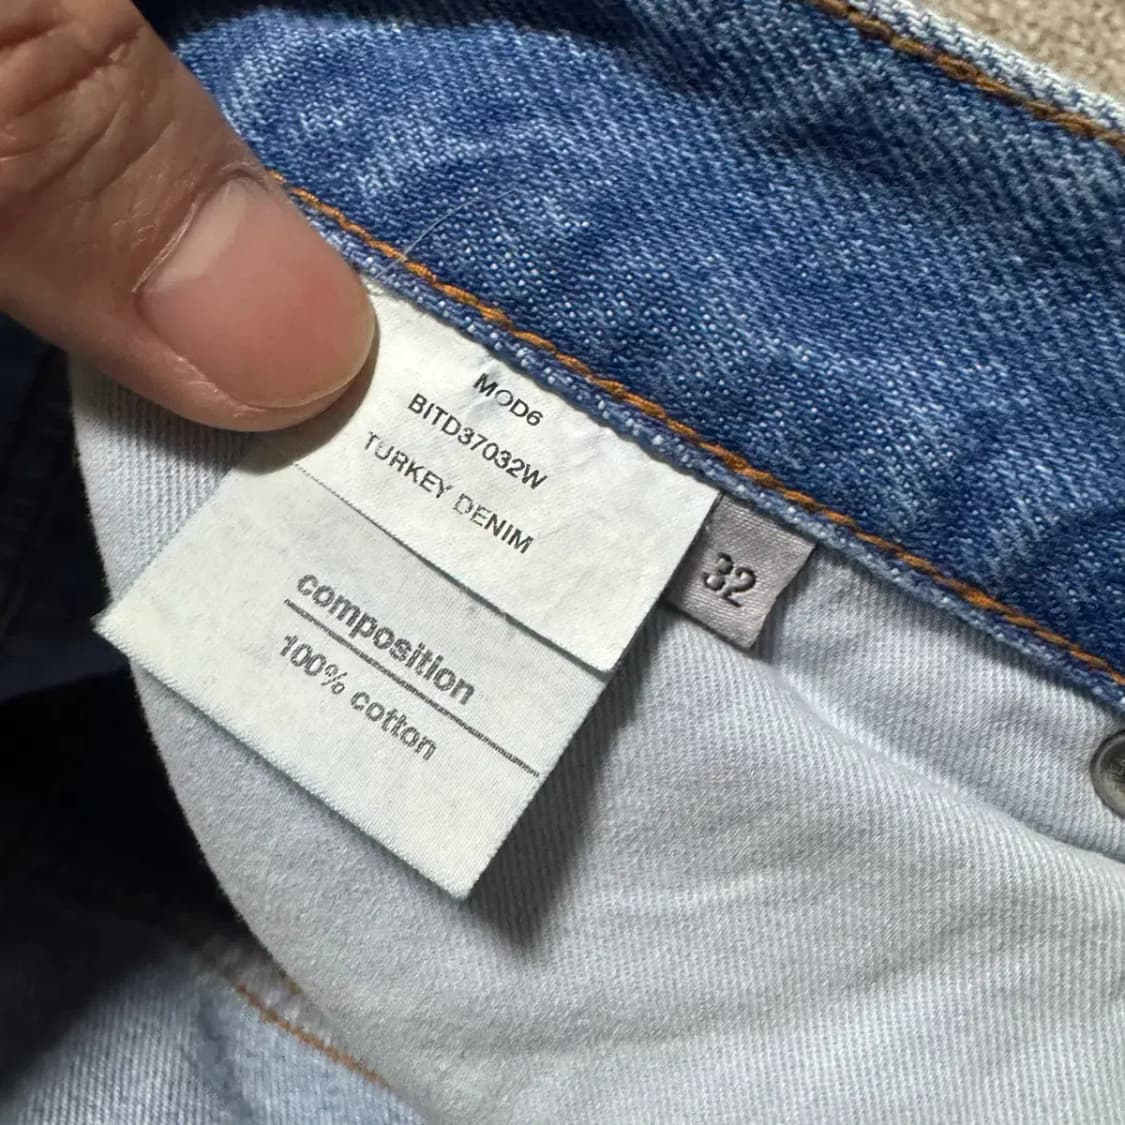 MOD6
BITD37032W
TURKEY DENIM
composition
100% cotton
32